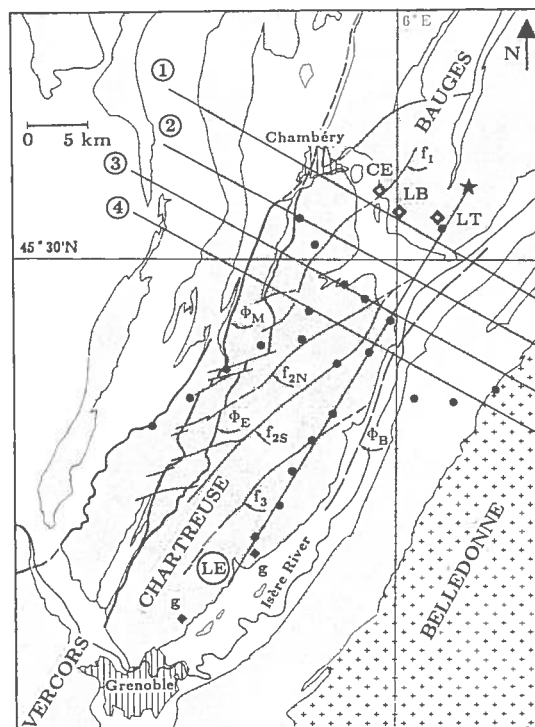 6°E
N
①
BAUGES
0 5 km
②
Chambéry
f1
③
CE
LB
④
LT
45°30'N
ΦM
f2N
ΦE
f2S
ΦB
CHARTREUSE
f3
LE
g
Isère River
g
BELLEDONNE
VERCORS
Grenoble